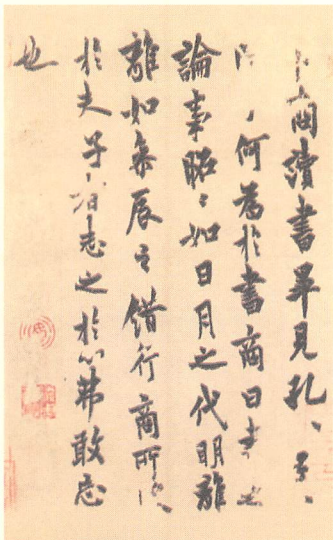 卜商讀書畢見孔、子、
何為於書商曰書之
論事昭、如日月之代明離
離如參辰之錯行商所受
於夫子者志之於心弗敢忘
也